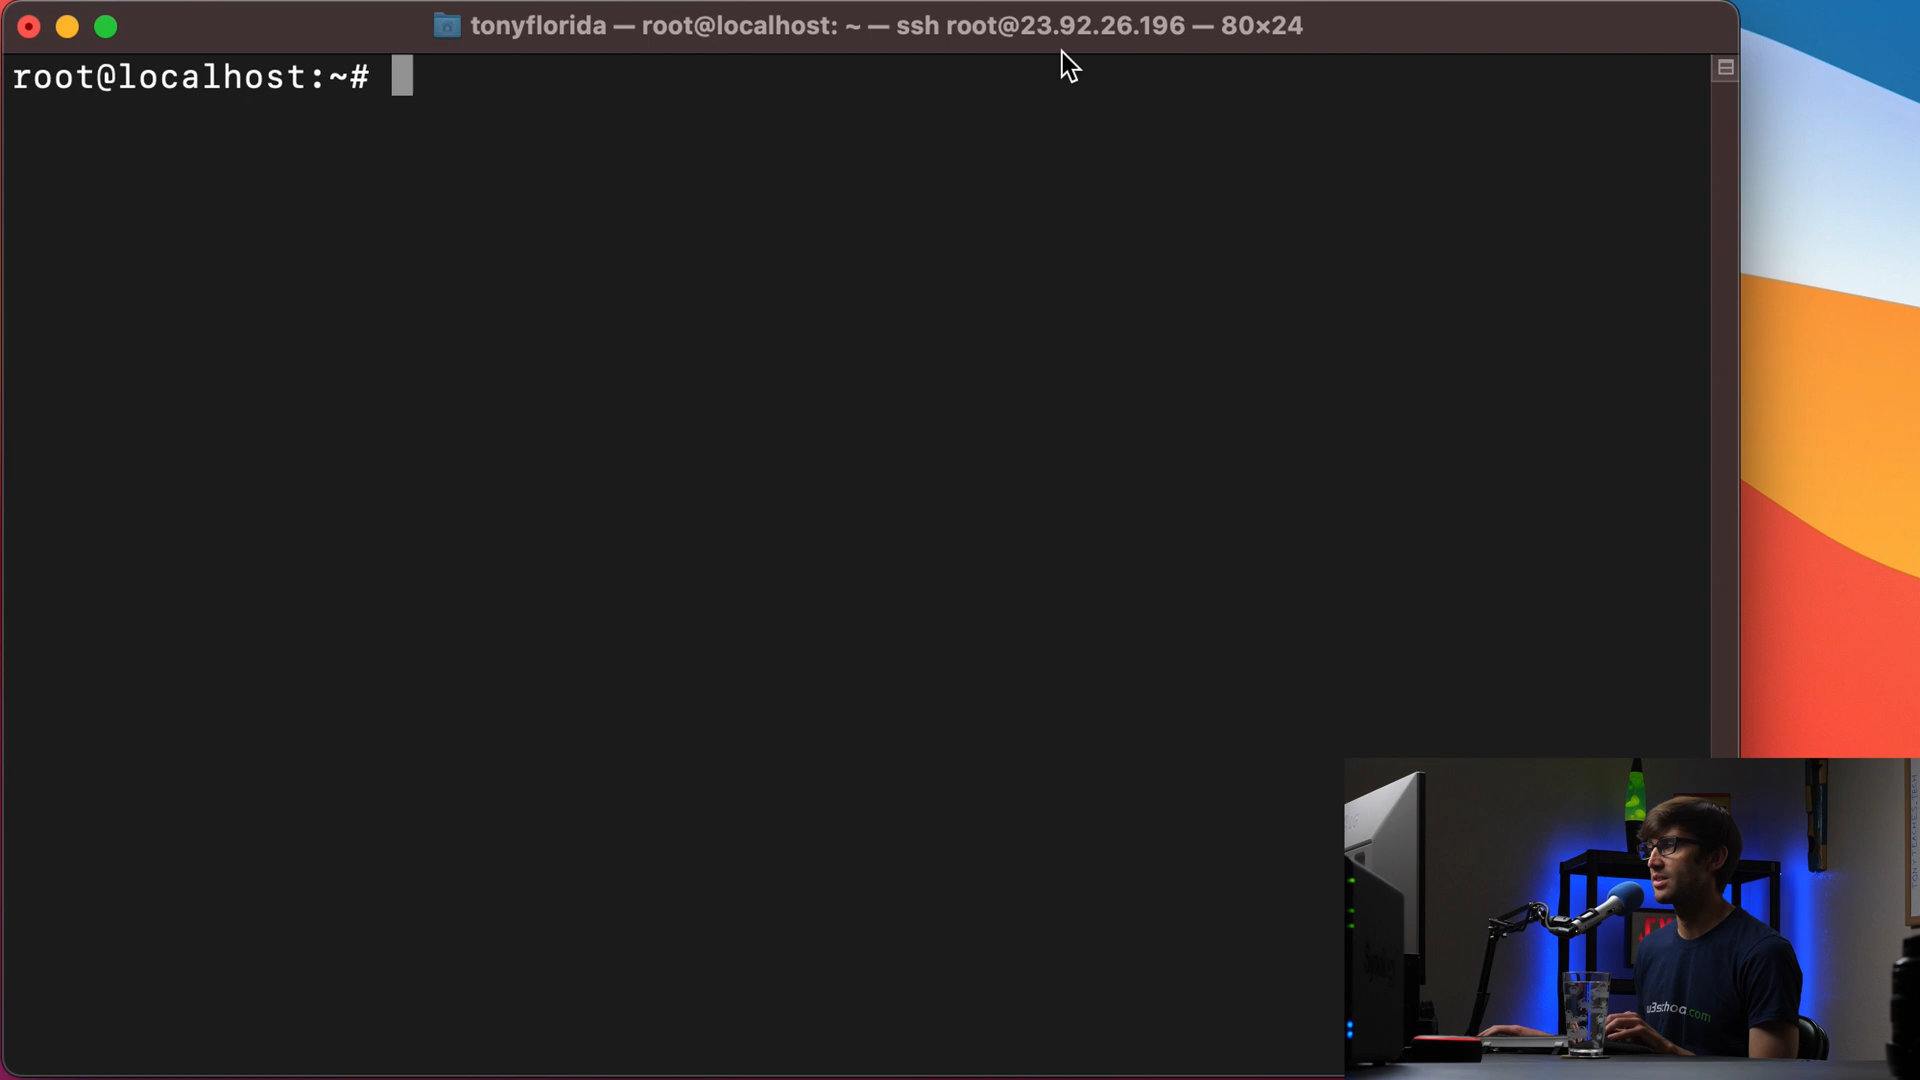 tonyflorida — root@localhost: ~ — ssh root@23.92.26.196 — 80×24
root@localhost:~#